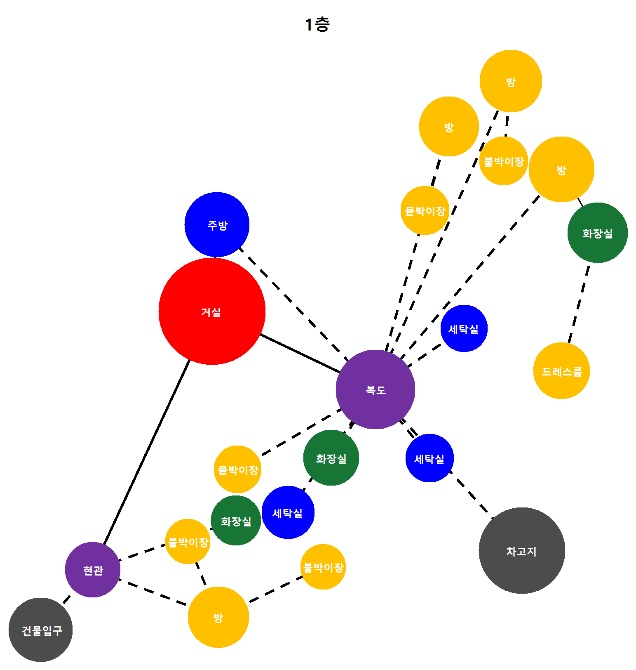 1층
방
방
붙박이장
방
붙박이장
주방
화장실
거실
세탁실
드레스룸
복도
화장실
세탁실
붙박이장
세탁실
화장실
붙박이장
차고지
현관
붙박이장
방
건물입구